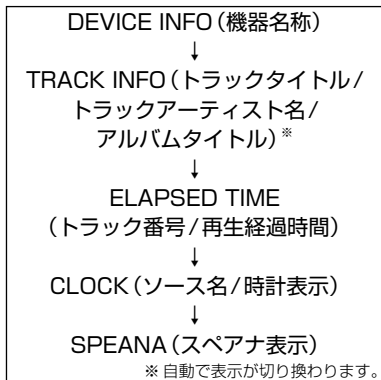 DEVICE INFO（機器名称）
↓
TRACK INFO（トラックタイトル/
トラックアーティスト名/
アルバムタイトル）※
↓
ELAPSED TIME
（トラック番号/再生経過時間）
↓
CLOCK（ソース名/時計表示）
↓
SPEANA（スペアナ表示）
※ 自動で表示が切り換わります。